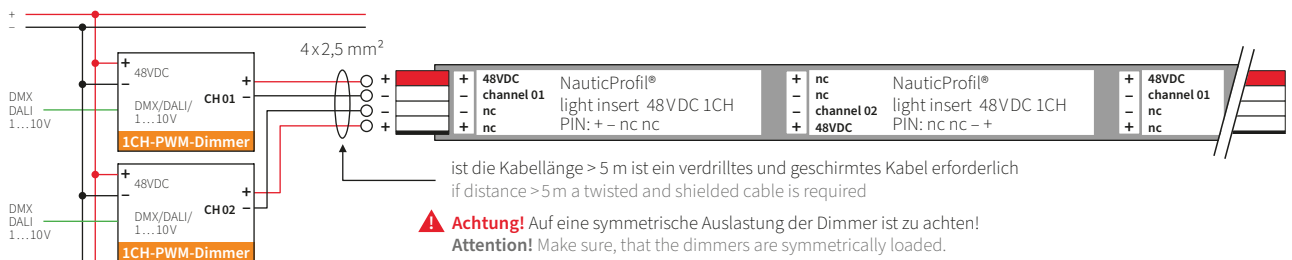 +
–
4 x 2,5 mm²
+
48VDC
–
+
CH 01 –
DMX
DALI
1…10V
DMX/DALI/
1…10V
1CH-PWM-Dimmer
+
48VDC
–
+
CH 02 –
DMX
DALI
1…10V
DMX/DALI/
1…10V
1CH-PWM-Dimmer
+
–
–
+
+ 48VDC
– channel 01
– nc
+ nc
NauticProfil®
light insert 48VDC 1CH
PIN: + – nc nc
+ nc
– nc
– channel 02
+ 48VDC
NauticProfil®
light insert 48VDC 1CH
PIN: nc nc – +
+ 48VDC
– channel 01
– nc
+ nc
ist die Kabellänge > 5 m ist ein verdrilltes und geschirmtes Kabel erforderlich
if distance > 5 m a twisted and shielded cable is required
! Achtung! Auf eine symmetrische Auslastung der Dimmer ist zu achten!
Attention! Make sure, that the dimmers are symmetrically loaded.